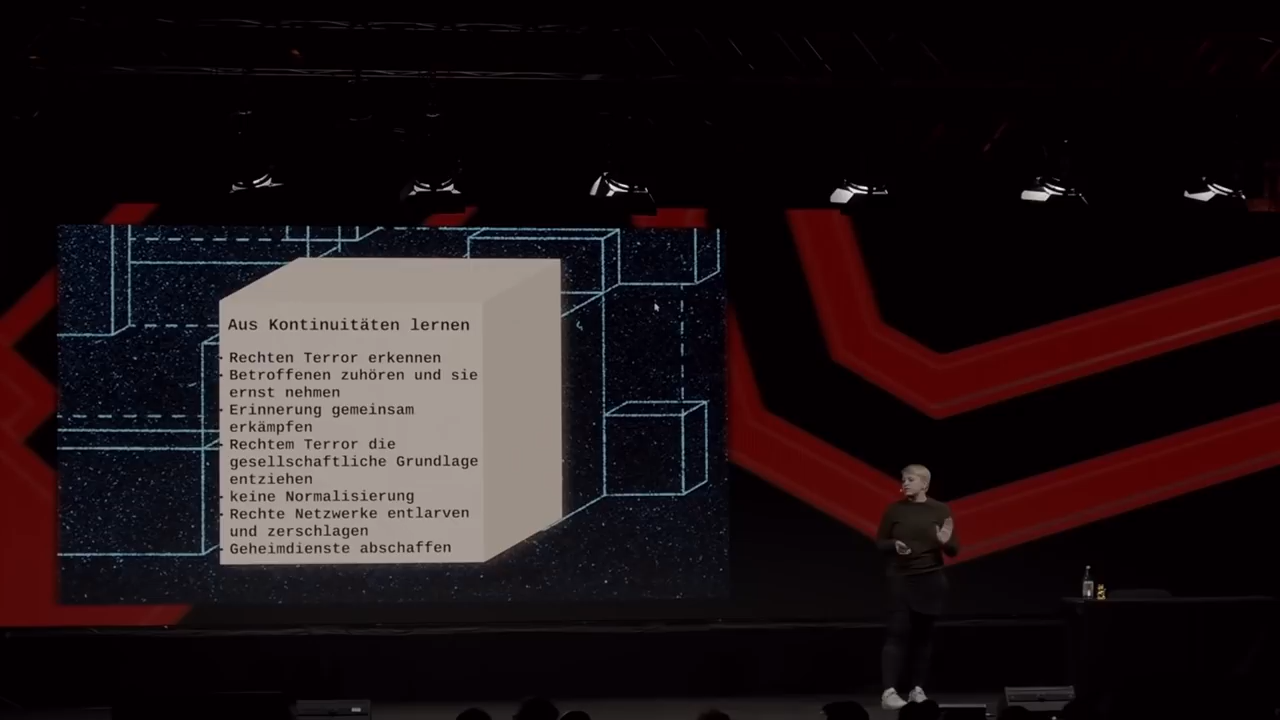 Aus Kontinuitäten lernen
- Rechten Terror erkennen
- Betroffenen zuhören und sie
ernst nehmen
- Erinnerung gemeinsam
erkämpfen
- Rechtem Terror die
gesellschaftliche Grundlage
entziehen
- keine Normalisierung
- Rechte Netzwerke entlarven
und zerschlagen
- Geheimdienste abschaffen